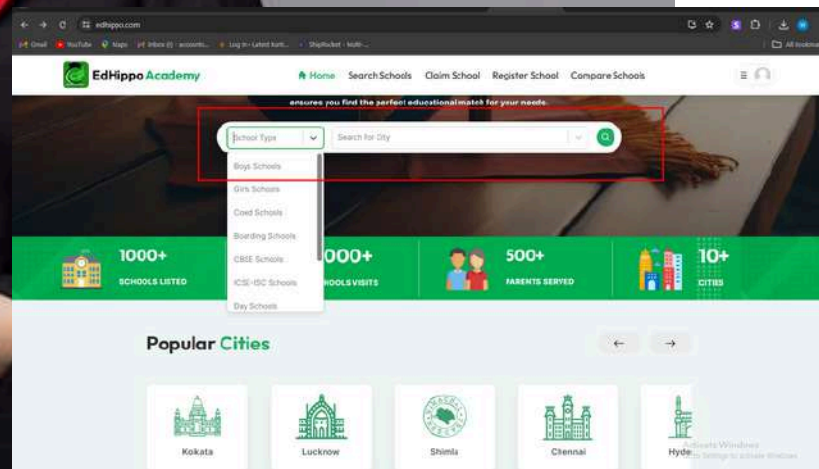 edhippo.com
Gmail YouTube Maps
All bookma
EdHippo Academy
Home Search Schools Claim School Register School Compare Schools
ensures you find the perfect educational match for your needs.
School Type Search for City
Boys Schools
Girls Schools
Coed Schools
Boarding Schools
CBSE Schools
ICSE-ISC Schools
Day Schools
1000+
SCHOOLS LISTED
000+
HOOLS VISITS
500+
PARENTS SERVED
10+
CITIES
Popular Cities
Kokata
Lucknow
Shimla
Chennai
Hyde
Activate Windows